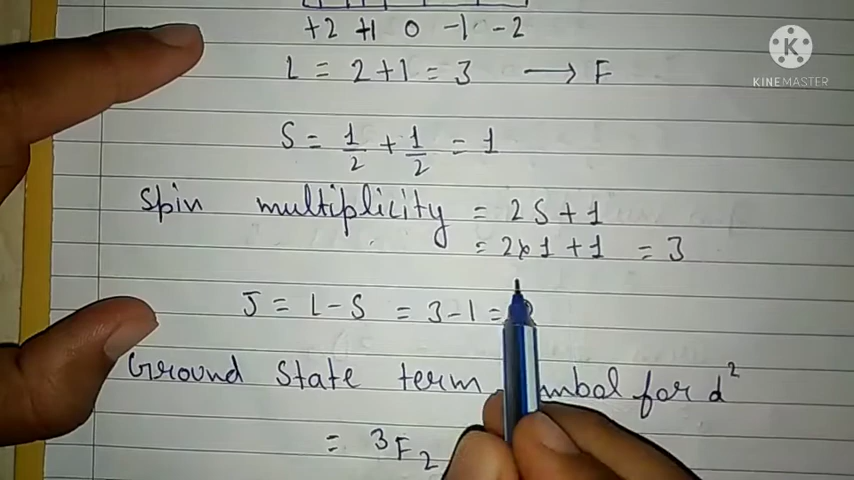 +2 +1 0 -1 -2
L = 2+1 = 3 → F
KINEMASTER
S = 1/2 + 1/2 = 1
Spin multiplicity = 2S+1
= 2×1+1 = 3
J = L-S = 3-1 =
Ground State term for d²
= ³F₂